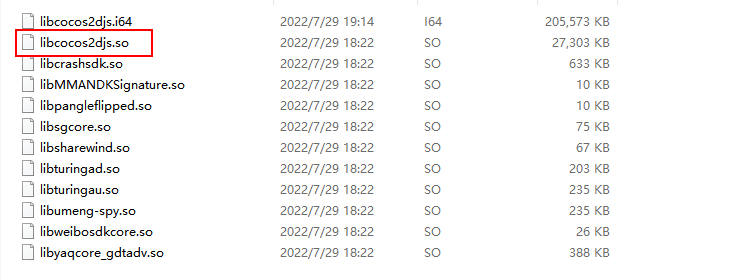 libcocos2djs.i64 2022/7/29 19:14 I64 205,573 KB
libcocos2djs.so 2022/7/29 18:22 SO 27,303 KB
libcrashsdk.so 2022/7/29 18:22 SO 633 KB
libMMANDKSignature.so 2022/7/29 18:22 SO 10 KB
libpangleflipped.so 2022/7/29 18:22 SO 10 KB
libsgcore.so 2022/7/29 18:22 SO 75 KB
libsharewind.so 2022/7/29 18:22 SO 67 KB
libturingad.so 2022/7/29 18:22 SO 203 KB
libturingau.so 2022/7/29 18:22 SO 235 KB
libumeng-spy.so 2022/7/29 18:22 SO 235 KB
libweibosdkcore.so 2022/7/29 18:22 SO 26 KB
libyaqcore_gdtadv.so 2022/7/29 18:22 SO 388 KB